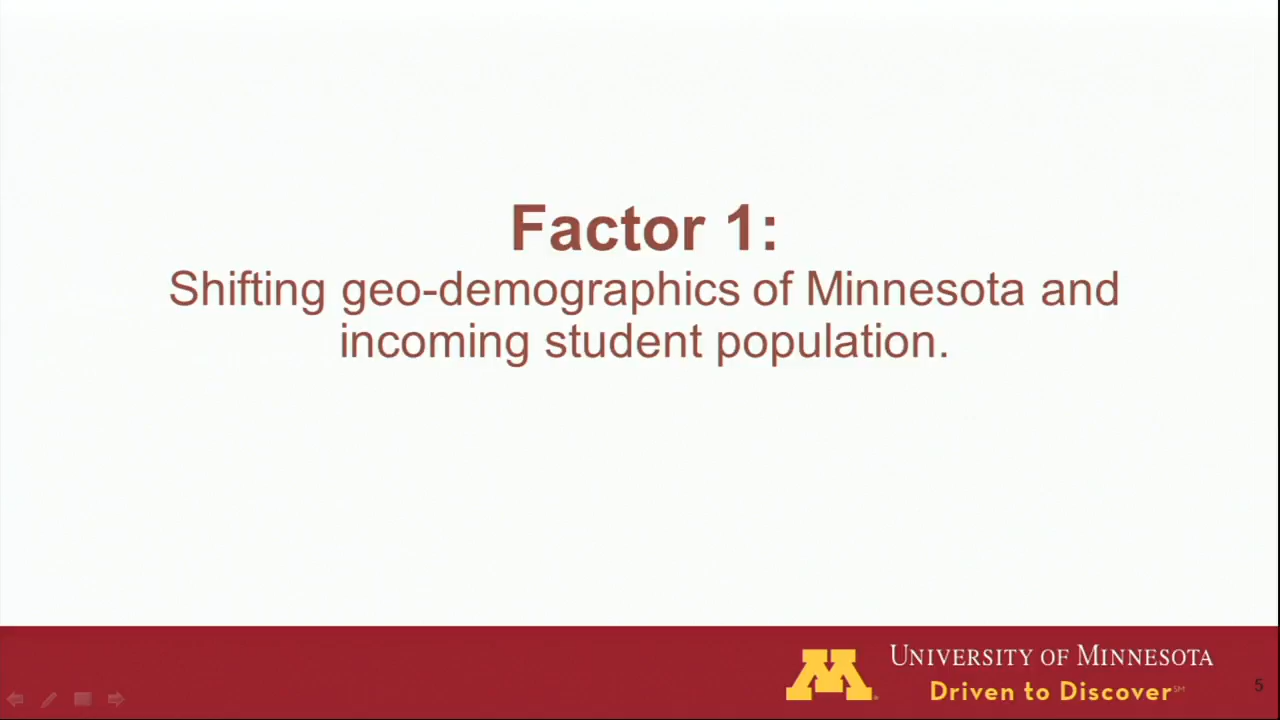 Factor 1:
Shifting geo-demographics of Minnesota and
incoming student population.
M
UNIVERSITY OF MINNESOTA
Driven to Discover℠
5